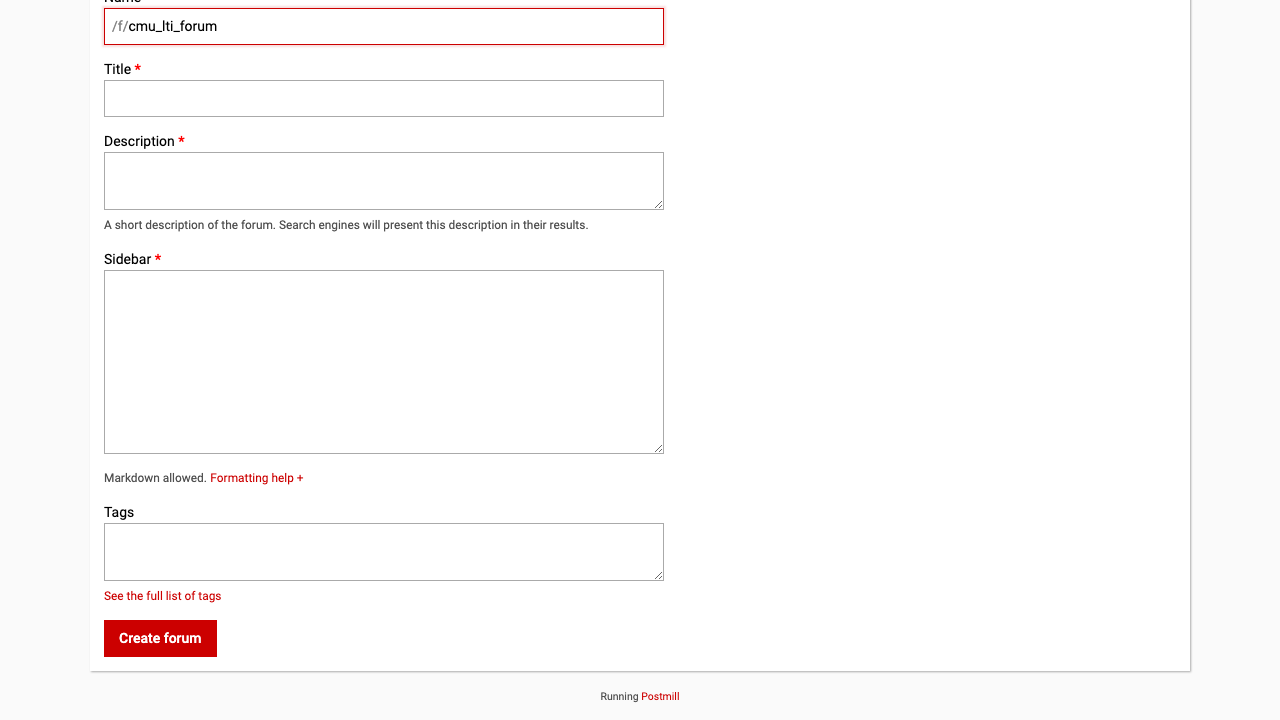 /f/cmu_lti_forum
Title *
Description *
A short description of the forum. Search engines will present this description in their results.
Sidebar *
Markdown allowed. Formatting help +
Tags
See the full list of tags
Create forum
Running Postmill